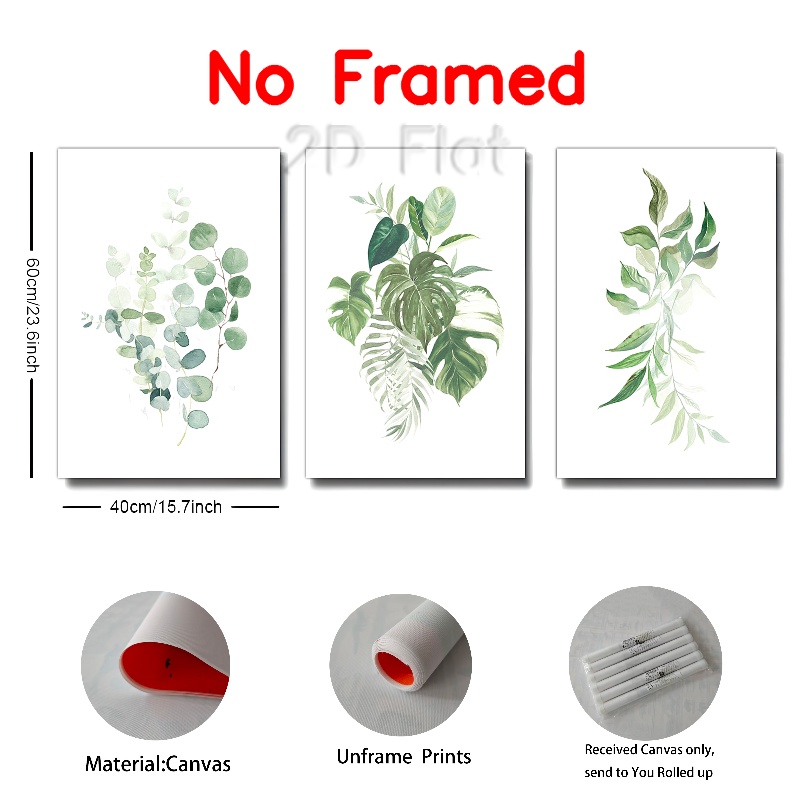 No Framed
2D Flat
60cm/23.6inch
40cm/15.7inch
Material:Canvas
Unframe Prints
Received Canvas only,
send to You Rolled up